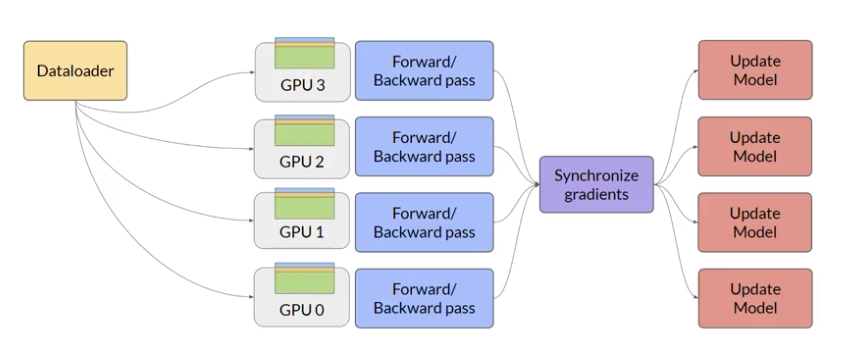 Dataloader
GPU 3
Forward/
Backward pass
Update
Model
GPU 2
Forward/
Backward pass
Update
Model
Synchronize
gradients
GPU 1
Forward/
Backward pass
Update
Model
GPU 0
Forward/
Backward pass
Update
Model